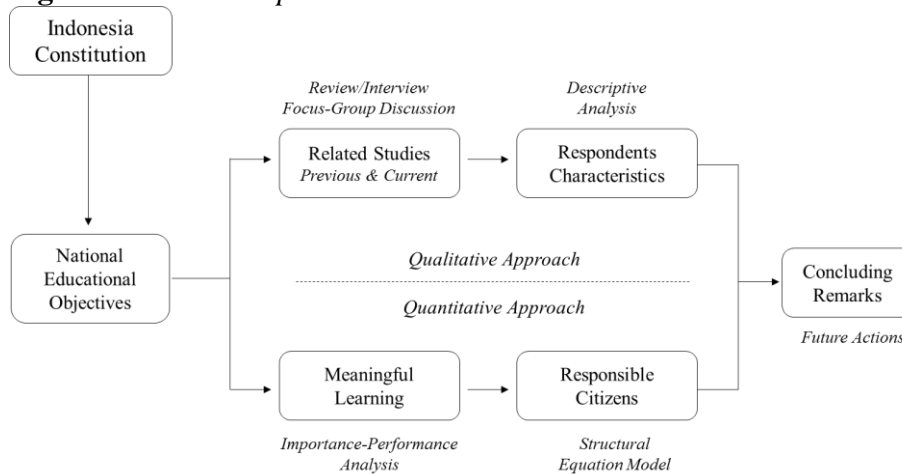 Indonesia
Constitution
Review/Interview
Focus-Group Discussion
Descriptive
Analysis
Related Studies
Previous & Current
Respondents
Characteristics
National
Educational
Objectives
Qualitative Approach
Quantitative Approach
Concluding
Remarks
Future Actions
Meaningful
Learning
Responsible
Citizens
Importance-Performance
Analysis
Structural
Equation Model